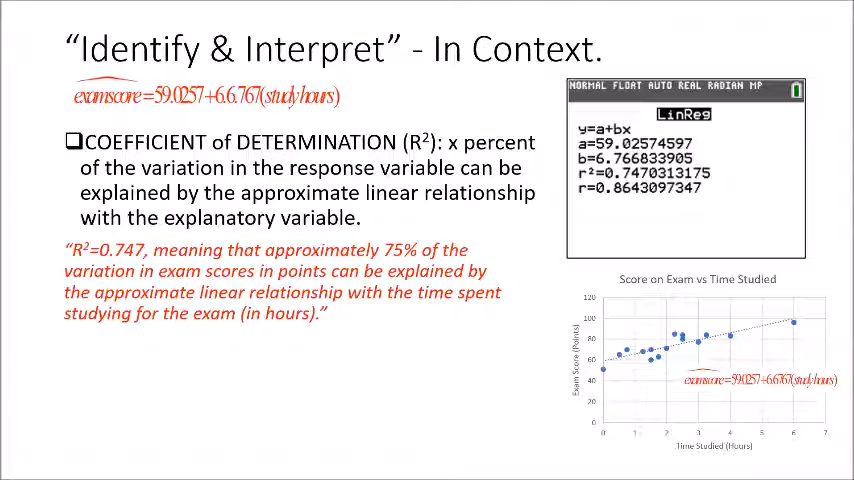 “Identify & Interpret” - In Context.
examscore=59.0257+6.6.767(studyhours)
❑COEFFICIENT of DETERMINATION (R²): x percent
of the variation in the response variable can be
explained by the approximate linear relationship
with the explanatory variable.
“R²=0.747, meaning that approximately 75% of the
variation in exam scores in points can be explained by
the approximate linear relationship with the time spent
studying for the exam (in hours).”
NORMAL FLOAT AUTO REAL RADIAN MP
LinReg
y=a+bx
a=59.02574597
b=6.766833905
r²=0.7470313175
r=0.8643097347
Score on Exam vs Time Studied
Exam Score (Points)
120
100
80
60
40
20
0
examscore=59.0257+6.6767(studyhours)
0 1 2 3 4 5 6 7
Time Studied (Hours)